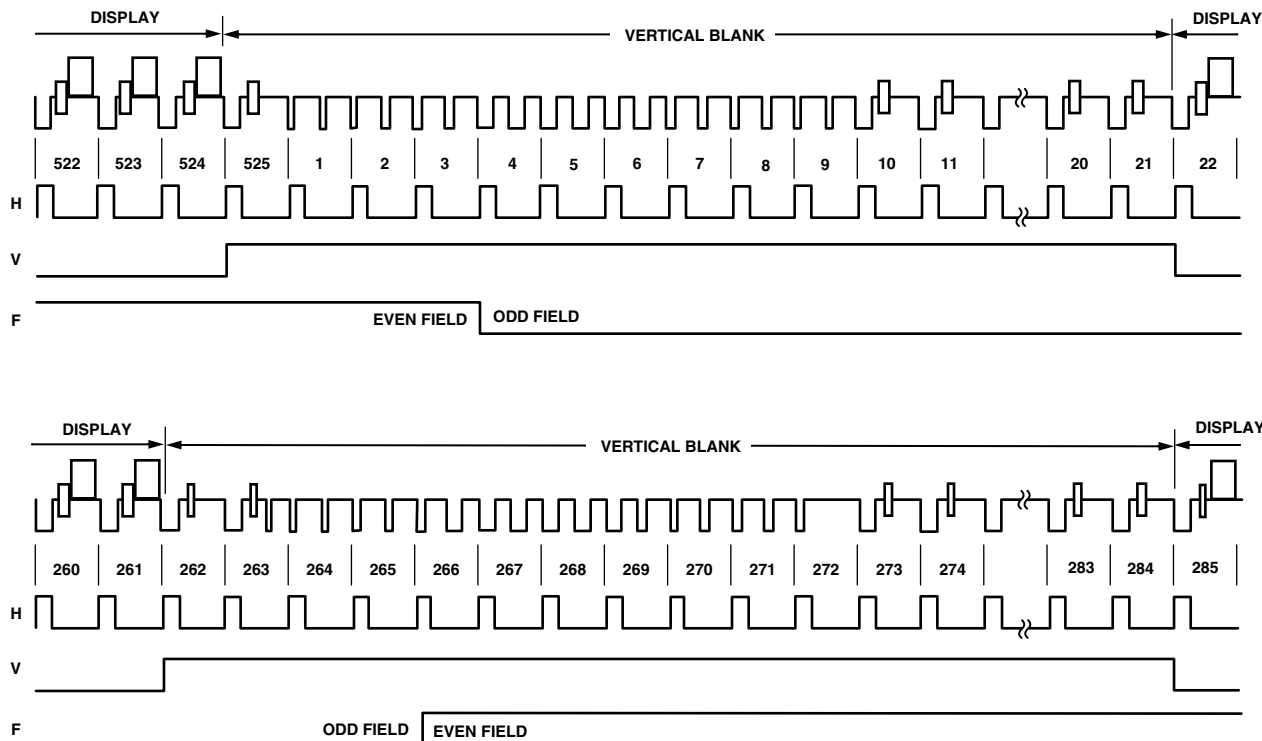 DISPLAY VERTICAL BLANK DISPLAY
522 523 524 525 1 2 3 4 5 6 7 8 9 10 11 20 21 22
H
V
F EVEN FIELD ODD FIELD
DISPLAY VERTICAL BLANK DISPLAY
260 261 262 263 264 265 266 267 268 269 270 271 272 273 274 283 284 285
H
V
F ODD FIELD EVEN FIELD